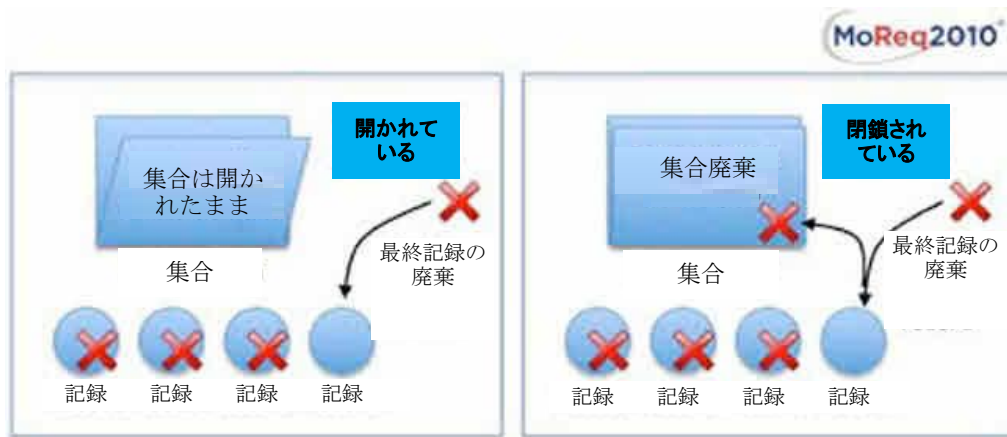 MoReq2010
開かれて
いる
集合は開か
れたまま
最終記録の
廃棄
集合
記録
記録
記録
記録
閉鎖され
ている
集合廃棄
最終記録の
廃棄
集合
記録
記録
記録
記録